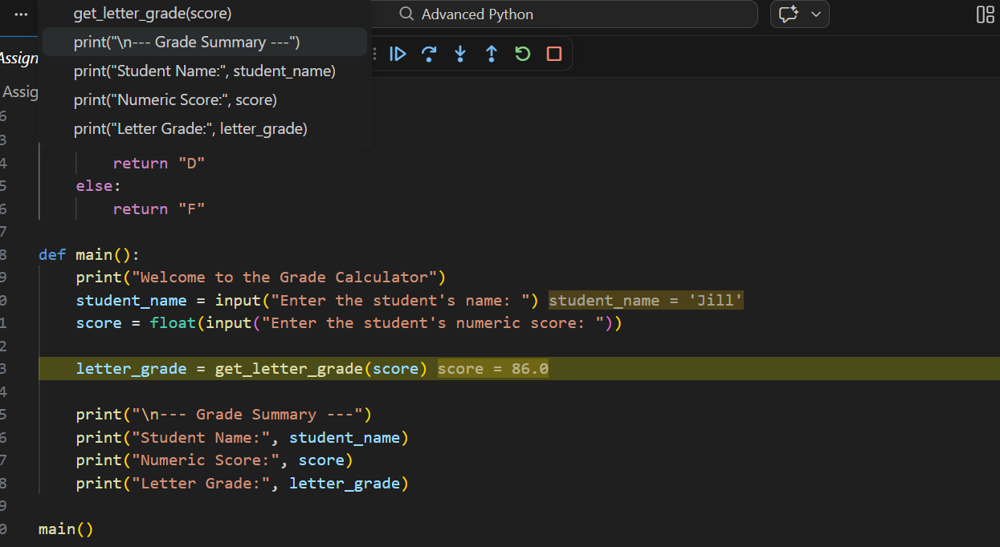 get_letter_grade(score)
Advanced Python
print("\n--- Grade Summary ---")
Assign
print("Student Name:", student_name)
Assig
print("Numeric Score:", score)
6
print("Letter Grade:", letter_grade)
3
4 return "D"
5 else:
6 return "F"
7
8 def main():
9 print("Welcome to the Grade Calculator")
0 student_name = input("Enter the student's name: ") student_name = 'Jill'
1 score = float(input("Enter the student's numeric score: "))
2
3 letter_grade = get_letter_grade(score) score = 86.0
4
5 print("\n--- Grade Summary ---")
6 print("Student Name:", student_name)
7 print("Numeric Score:", score)
8 print("Letter Grade:", letter_grade)
9
0 main()